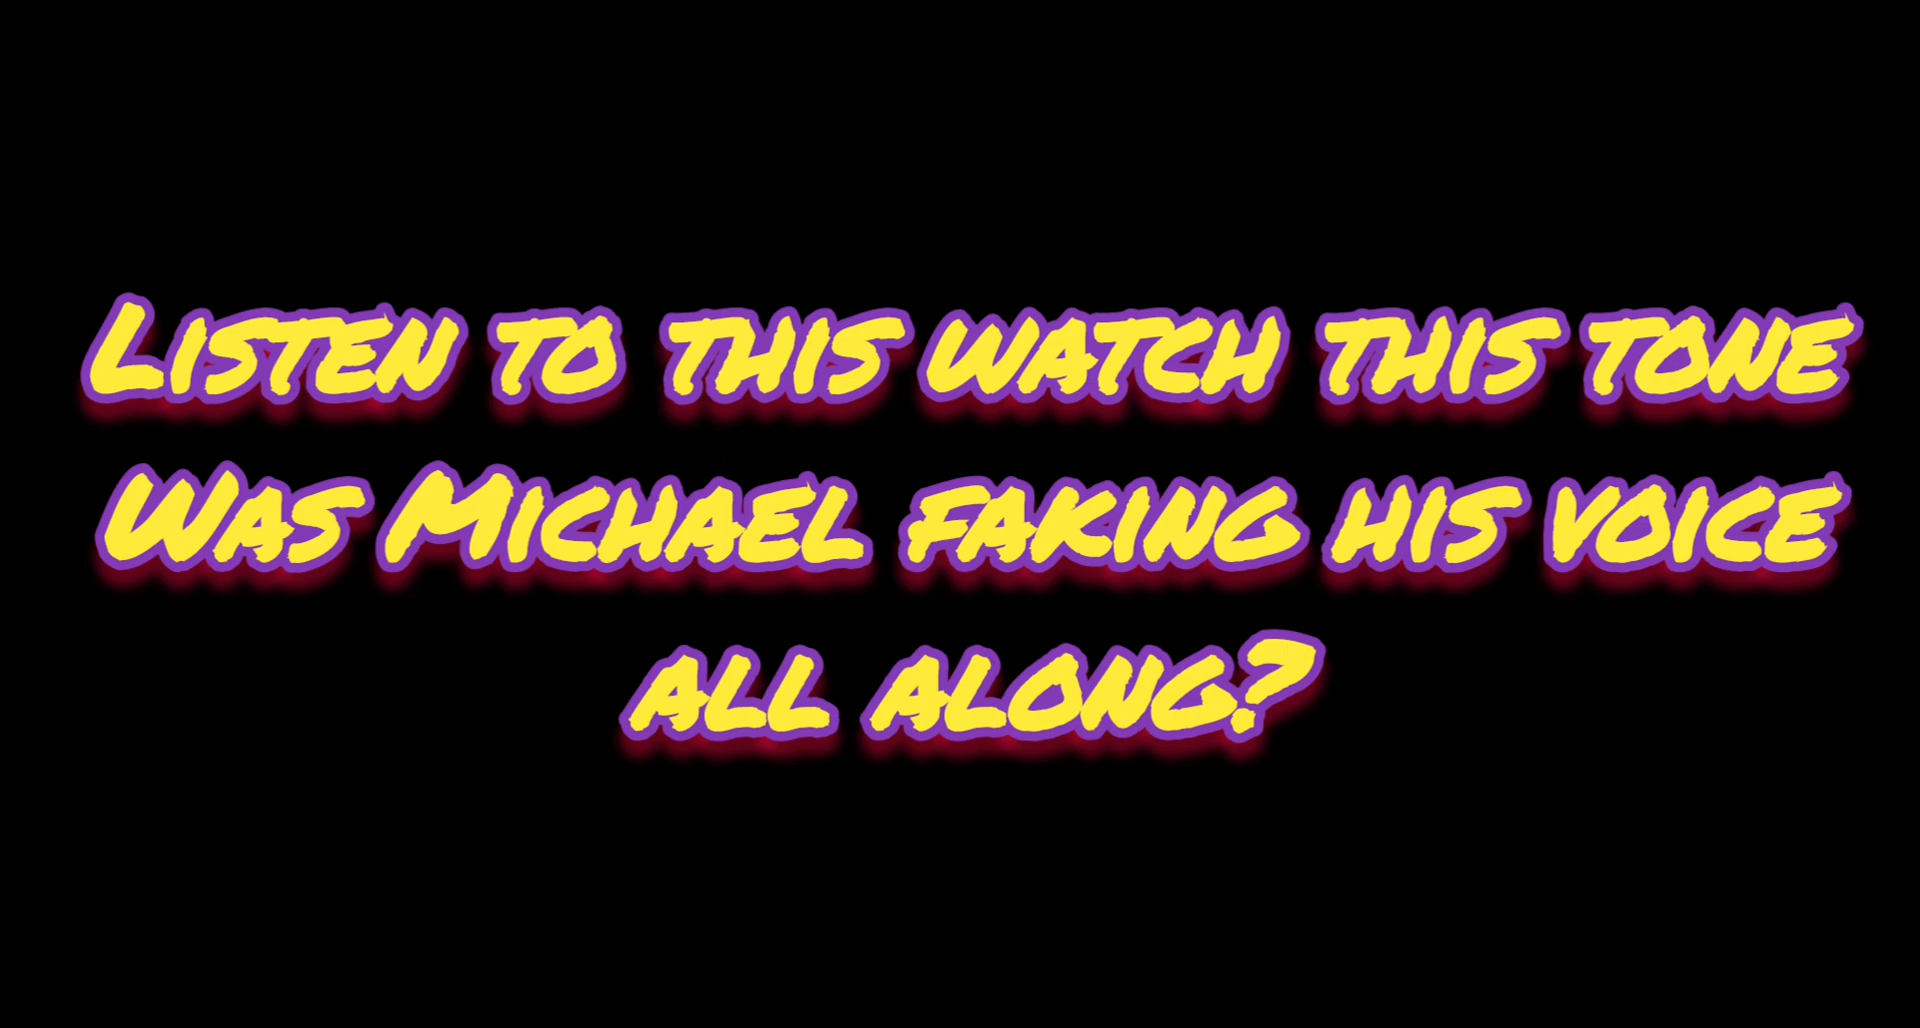 Listen to this watch this tone
Was Michael faking his voice
all along?